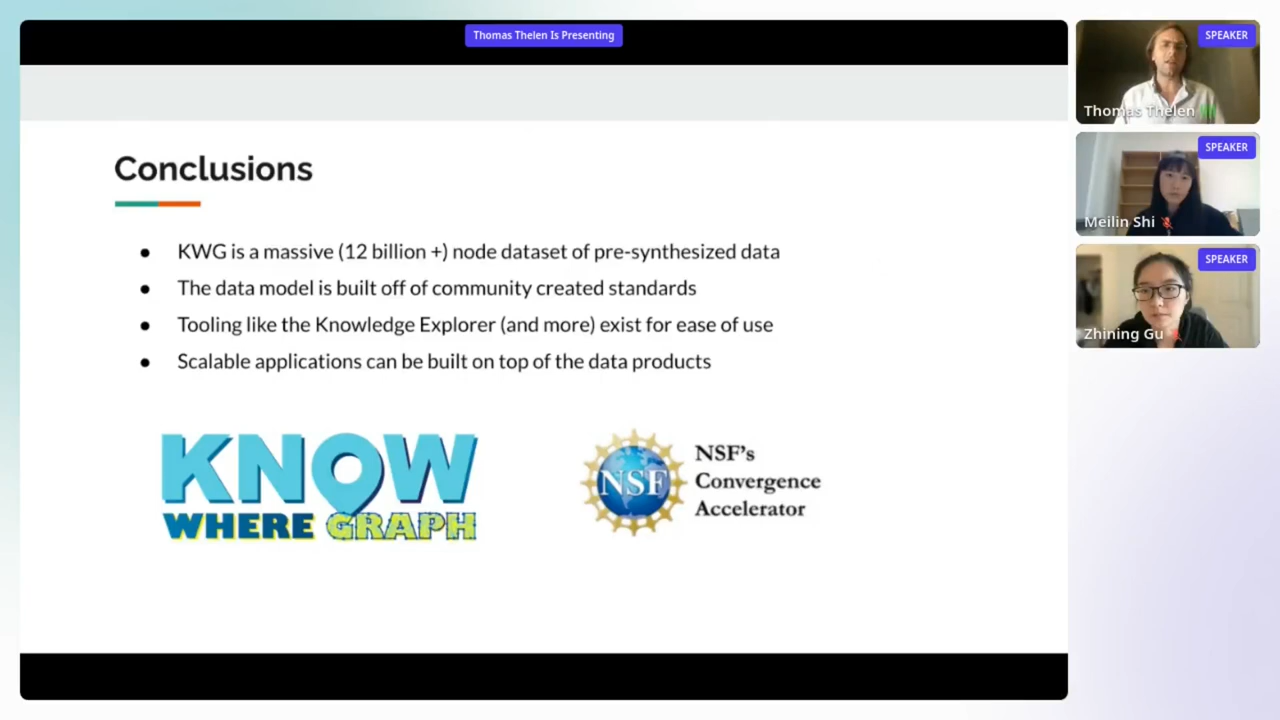 Thomas Thelen Is Presenting
Conclusions
● KWG is a massive (12 billion +) node dataset of pre-synthesized data
● The data model is built off of community created standards
● Tooling like the Knowledge Explorer (and more) exist for ease of use
● Scalable applications can be built on top of the data products
KNOW
WHERE GRAPH
NSF
NSF's
Convergence
Accelerator
SPEAKER
Thomas Thelen
SPEAKER
Meilin Shi
SPEAKER
Zhining Gu